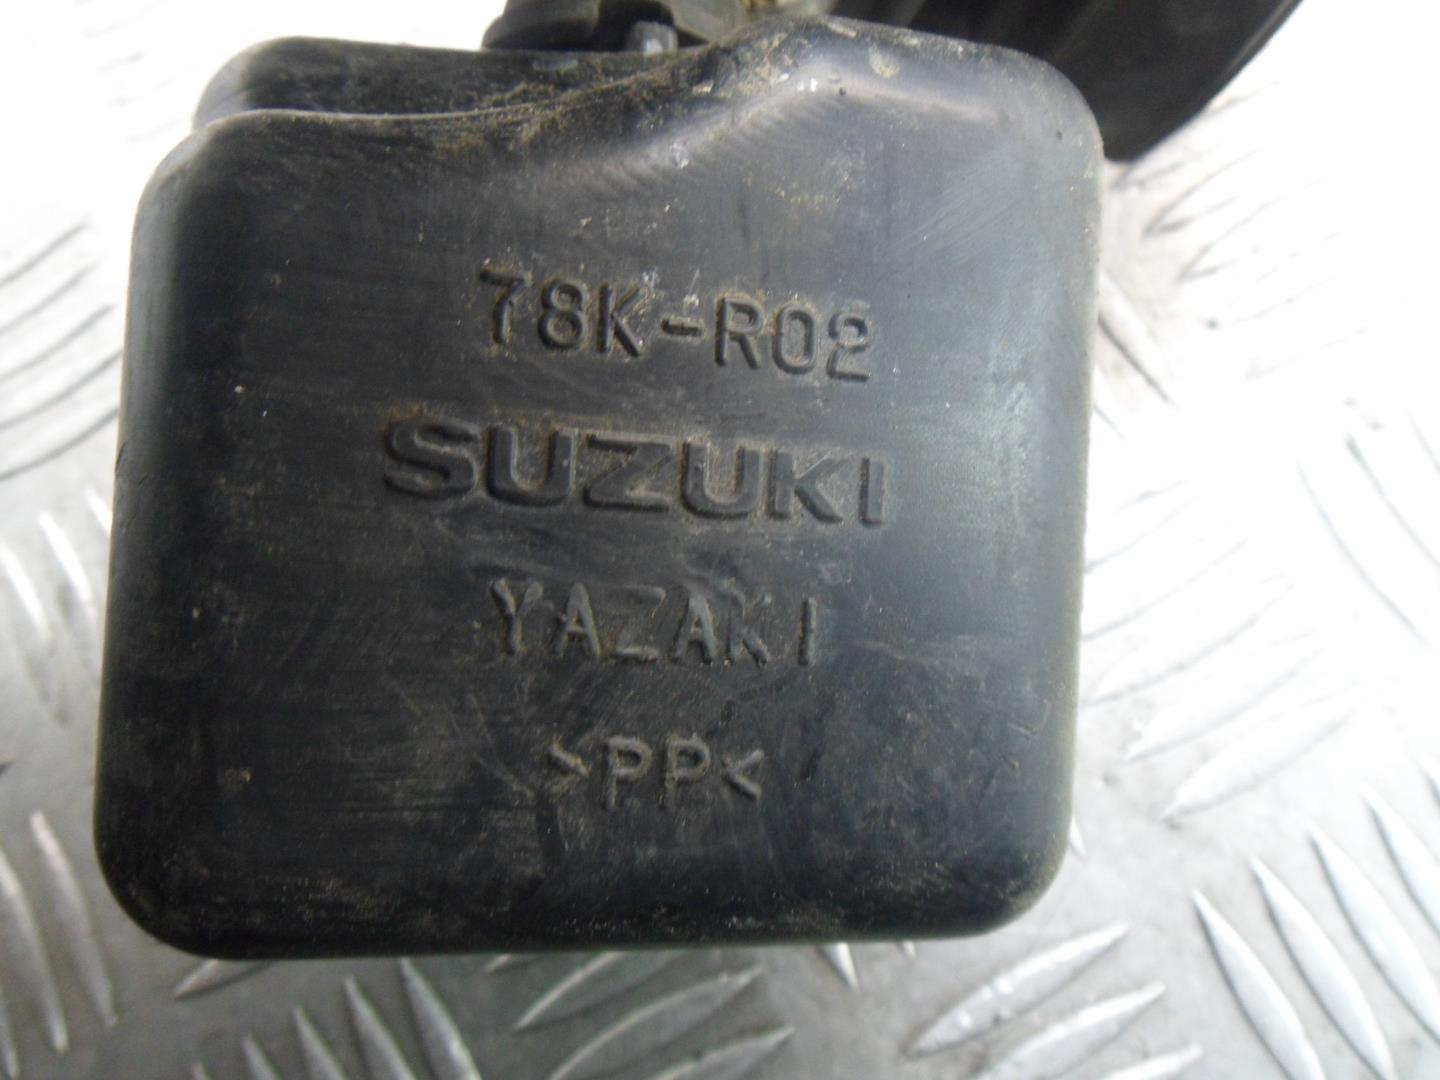 78K-R02
SUZUKI
YAZAKI
>PP<